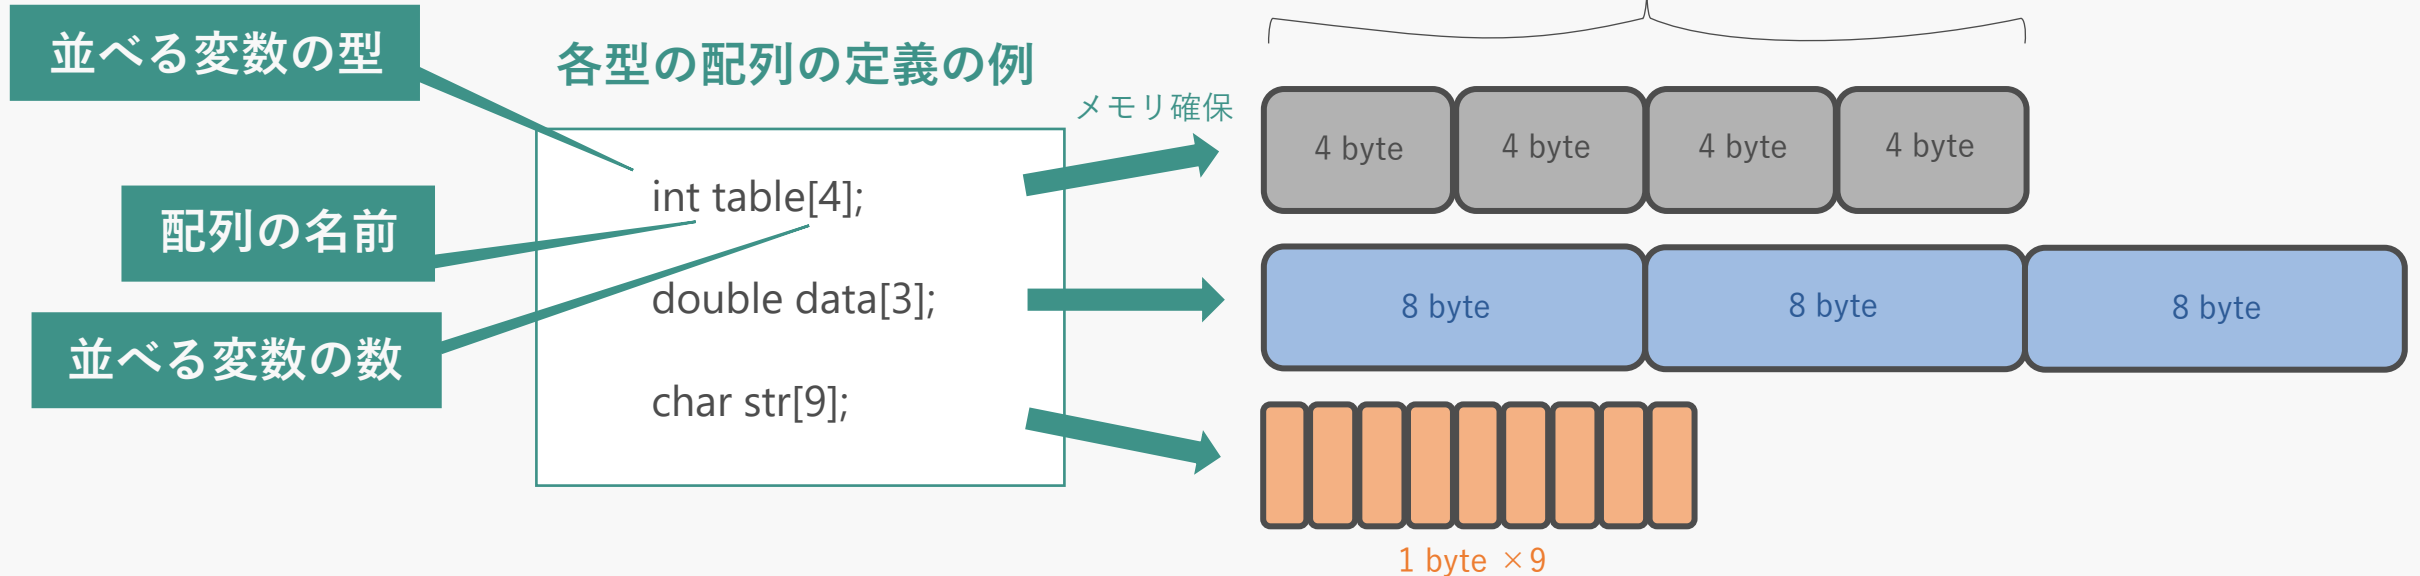 並べる変数の型
配列の名前
並べる変数の数
各型の配列の定義の例
int table[4];
double data[3];
char str[9];
メモリ確保
4 byte 4 byte 4 byte 4 byte
8 byte 8 byte 8 byte
1 byte ×9